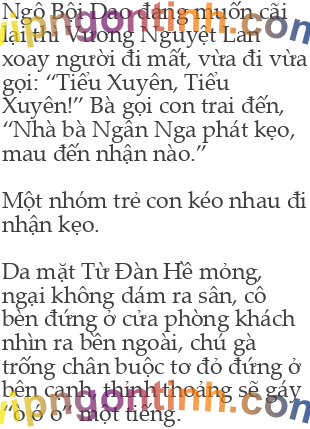 Ngô Bội Dao đang muốn cãi
lại thì Vương Nguyệt Lan
xoay người đi mất, vừa đi vừa
gọi: “Tiểu Xuyên, Tiểu
Xuyên!” Bà gọi con trai đến,
“Nhà bà Ngân Nga phát kẹo,
mau đến nhận nào.”
Một nhóm trẻ con kéo nhau đi
nhận kẹo.
Da mặt Từ Đàn Hề mỏng,
ngại không dám ra sân, cô
bèn đứng ở cửa phòng khách
nhìn ra bên ngoài, chú gà
trống chân buộc tơ đỏ đứng ở
bên cạnh, thỉnh thoảng sẽ gáy
“ò ó o” một tiếng.
vipngontinh.com
vipngontinh.com